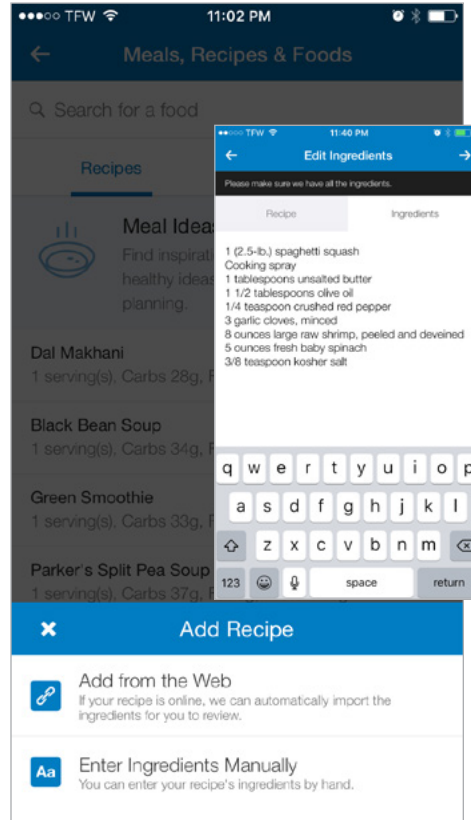 TFW 11:02 PM
Meals, Recipes & Foods
Search for a food
Recipes
Meal Ideas
Find inspirati
healthy ideas
planning.
Dal Makhani
1 serving(s), Carbs 28g, F
Black Bean Soup
1 serving(s), Carbs 34g, F
Green Smoothie
1 serving(s), Carbs 33g, F
Parker's Split Pea Soup
1 serving(s), Carbs 37g, F
TFW 11:40 PM
Edit Ingredients
Please make sure we have all the ingredients.
Recipe Ingredients
1 (2.5-lb.) spaghetti squash
Cooking spray
1 tablespoons unsalted butter
1 1/2 tablespoons olive oil
1/4 teaspoon crushed red pepper
3 garlic cloves, minced
8 ounces large raw shrimp, peeled and deveined
5 ounces fresh baby spinach
3/8 teaspoon kosher salt
q w e r t y u i o p
a s d f g h j k l
z x c v b n m
123 space return
Add Recipe
Add from the Web
If your recipe is online, we can automatically import the
ingredients for you to review.
Aa Enter Ingredients Manually
You can enter your recipe's ingredients by hand.